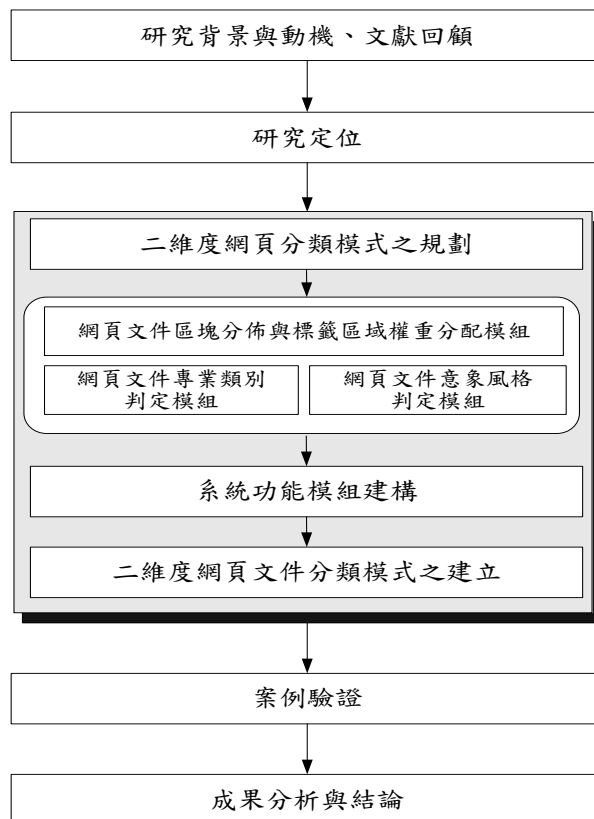 研究背景與動機、文獻回顧
研究定位
二維度網頁分類模式之規劃
網頁文件區塊分佈與標籤區域權重分配模組
網頁文件專業類別
判定模組
網頁文件意象風格
判定模組
系統功能模組建構
二維度網頁文件分類模式之建立
案例驗證
成果分析與結論